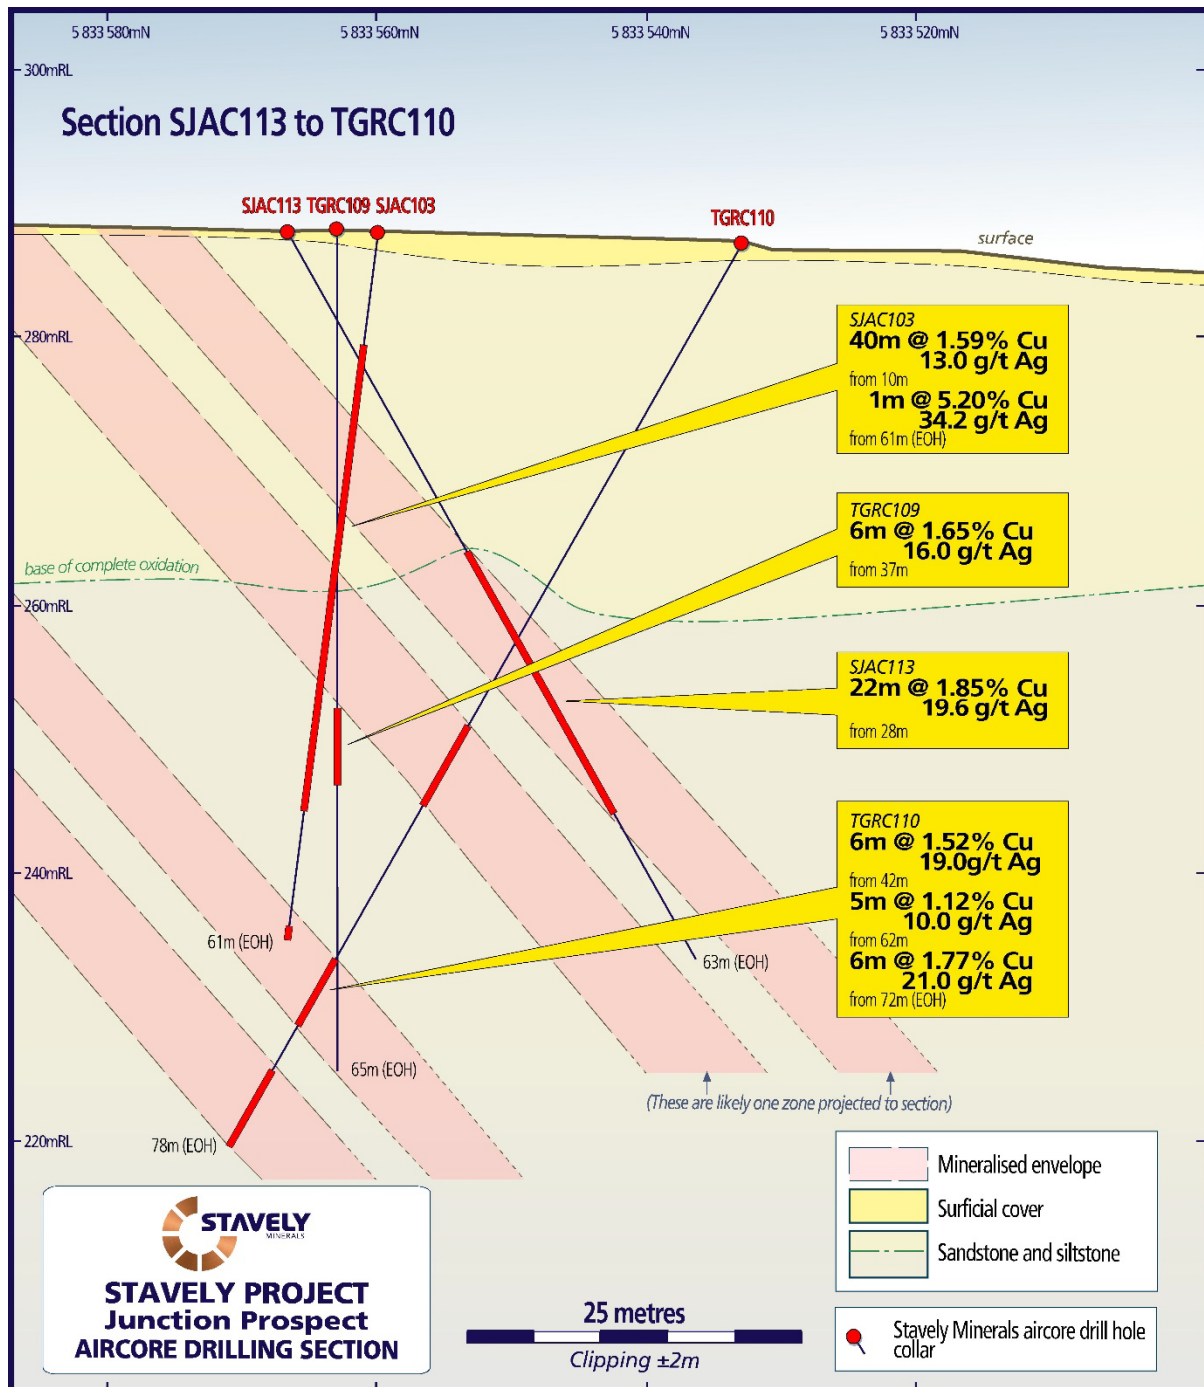 5 833 580mN
5 833 560mN
5 833 540mN
5 833 520mN
300mRL
Section SJAC113 to TGRC110
SJAC113 TGRC109 SJAC103
TGRC110
surface
280mRL
SJAC103
40m @ 1.59% Cu
13.0 g/t Ag
from 10m
1m @ 5.20% Cu
34.2 g/t Ag
from 61m (EOH)
TGRC109
6m @ 1.65% Cu
16.0 g/t Ag
from 37m
base of complete oxidation
260mRL
SJAC113
22m @ 1.85% Cu
19.6 g/t Ag
from 28m
TGRC110
6m @ 1.52% Cu
19.0g/t Ag
from 42m
5m @ 1.12% Cu
10.0 g/t Ag
from 62m
6m @ 1.77% Cu
21.0 g/t Ag
from 72m (EOH)
240mRL
61m (EOH)
63m (EOH)
65m (EOH)
(These are likely one zone projected to section)
220mRL
78m (EOH)
Mineralised envelope
Surficial cover
Sandstone and siltstone
Stavely Minerals aircore drill hole
collar
STAVELY
MINERALS
STAVELY PROJECT
Junction Prospect
AIRCORE DRILLING SECTION
25 metres
Clipping ±2m